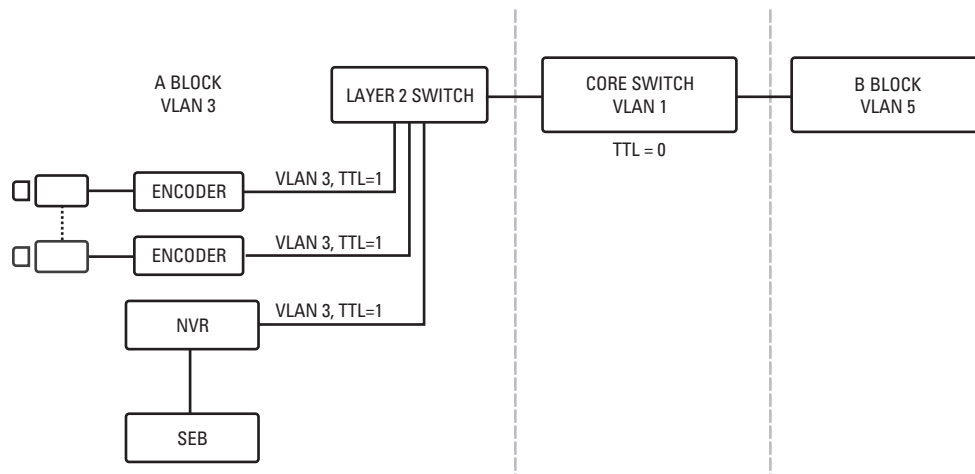 A BLOCK
VLAN 3
LAYER 2 SWITCH
CORE SWITCH
VLAN 1
B BLOCK
VLAN 5
TTL = 0
ENCODER
VLAN 3, TTL=1
ENCODER
VLAN 3, TTL=1
NVR
VLAN 3, TTL=1
SEB